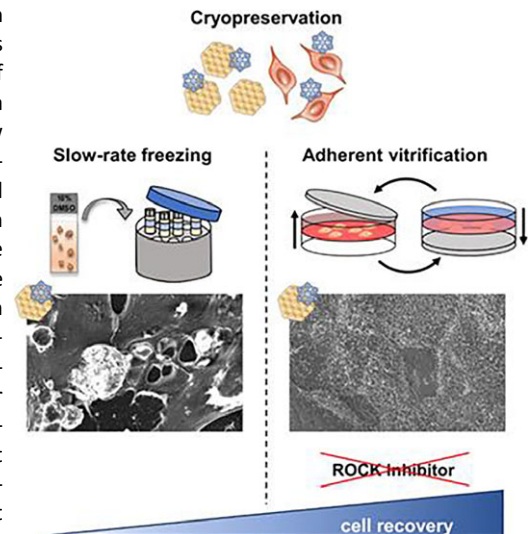 Cryopreservation
Slow-rate freezing
Adherent vitrification
10%
DMSO
ROCK Inhibitor
cell recovery